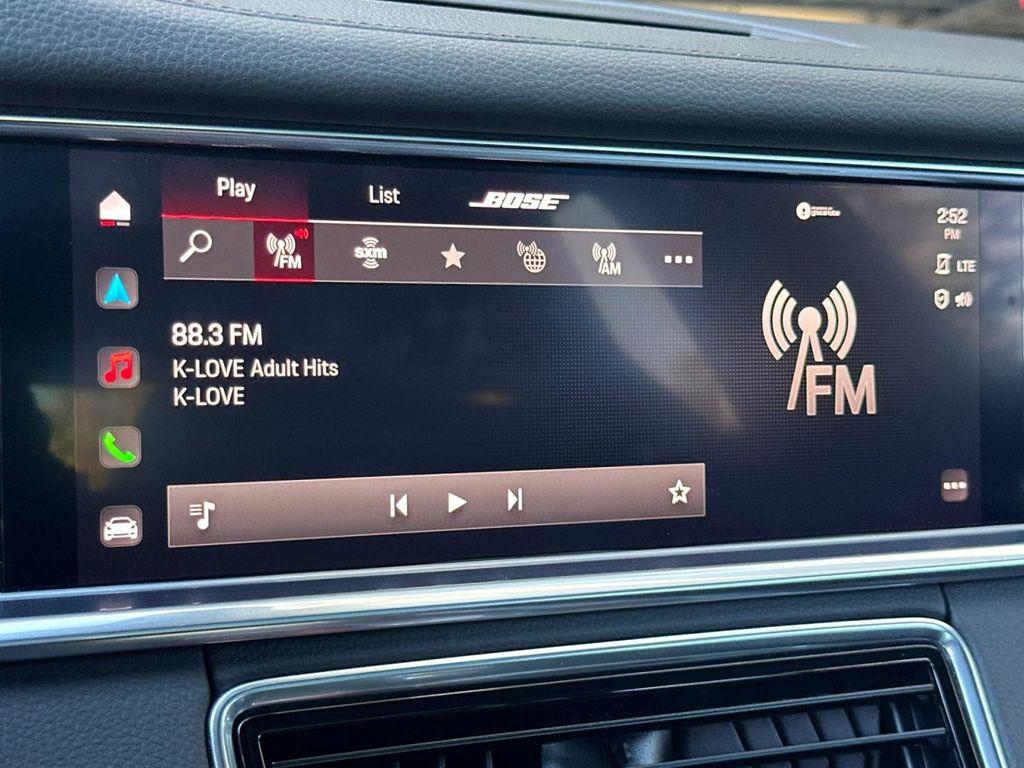 Play
List
BOSE
2:52
PM
FM
sxm
AM
LTE
88.3 FM
K-LOVE Adult Hits
K-LOVE
FM